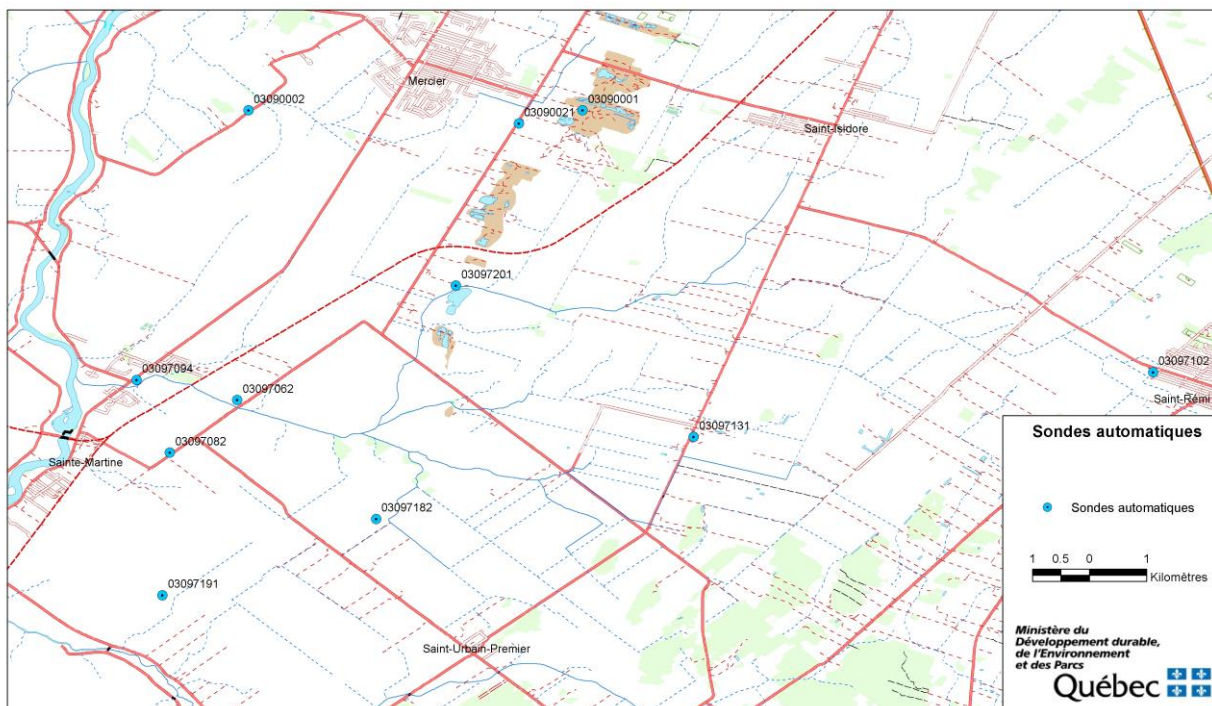 Mercier
03090002
03090001
03090021
Saint-Isidore
03097201
03097094
03097062
03097102
Saint-Rémi
03097082
03097131
Sainte-Martine
03097182
03097191
Saint-Urbain-Premier
Sondes automatiques
Sondes automatiques
1 0.5 0 1
Kilomètres
Ministère du
Développement durable,
de l'Environnement
et des Parcs
Québec